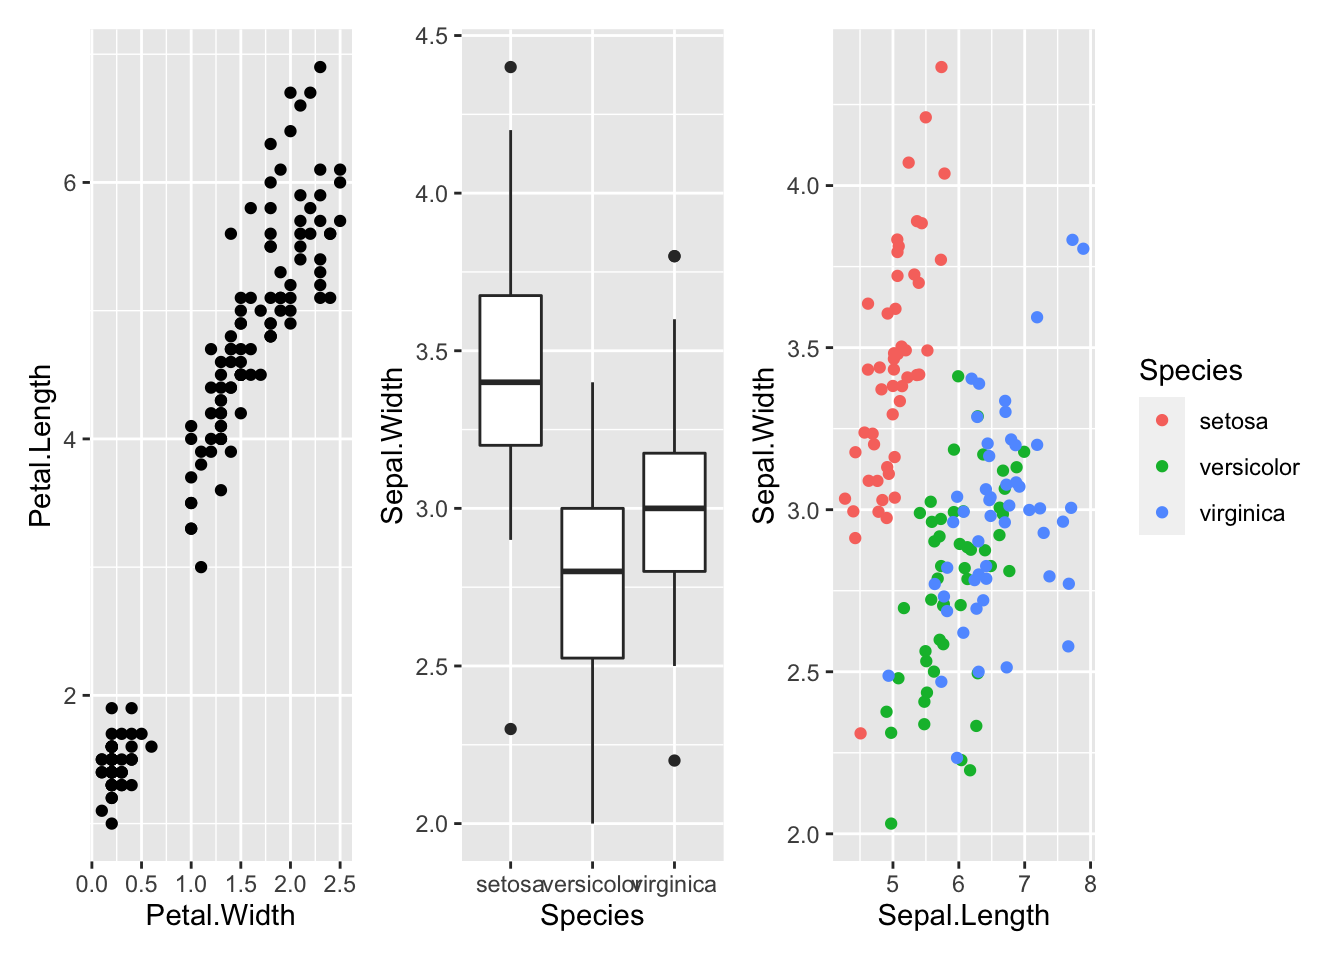 Petal.Length
6
4
2
0.0 0.5 1.0 1.5 2.0 2.5
Petal.Width
Sepal.Width
4.5
4.0
3.5
3.0
2.5
2.0
setosa versicolor virginica
Species
Sepal.Width
4.0
3.5
3.0
2.5
2.0
5 6 7 8
Sepal.Length
Species
setosa
versicolor
virginica